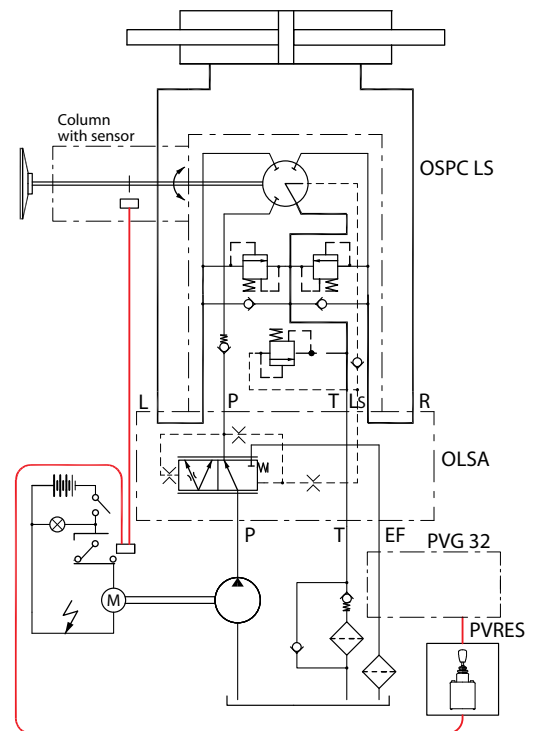 Column
with sensor
OSPC LS
L
P
T
Ls
R
OLSA
P
T
EF
PVG 32
M
PVRES